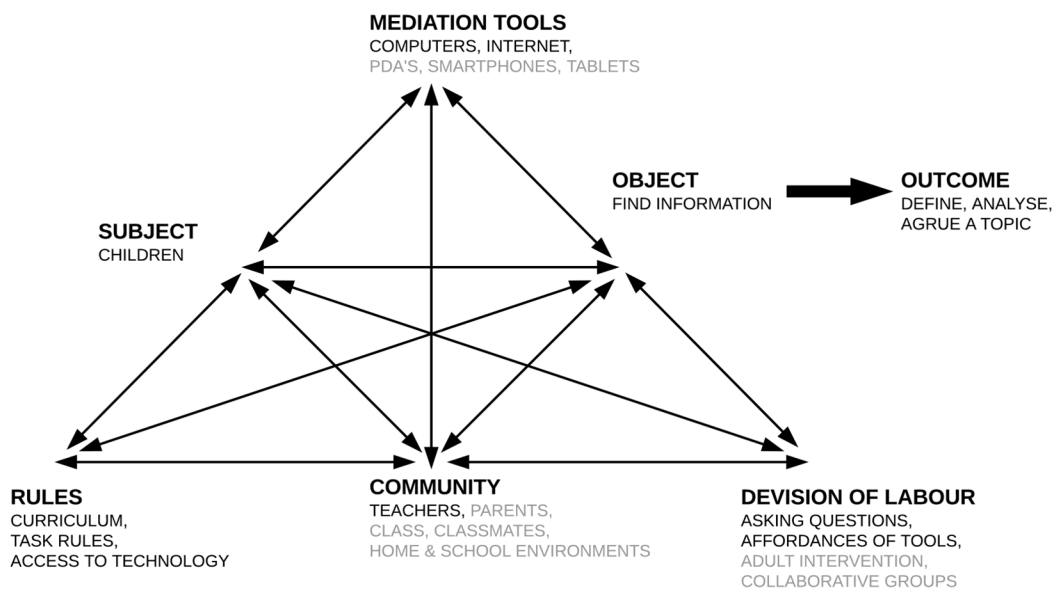 MEDIATION TOOLS
COMPUTERS, INTERNET,
PDA'S, SMARTPHONES, TABLETS
OBJECT
FIND INFORMATION
OUTCOME
DEFINE, ANALYSE,
AGRUE A TOPIC
SUBJECT
CHILDREN
RULES
CURRICULUM,
TASK RULES,
ACCESS TO TECHNOLOGY
COMMUNITY
TEACHERS, PARENTS,
CLASS, CLASSMATES,
HOME & SCHOOL ENVIRONMENTS
DEVISION OF LABOUR
ASKING QUESTIONS,
AFFORDANCES OF TOOLS,
ADULT INTERVENTION,
COLLABORATIVE GROUPS